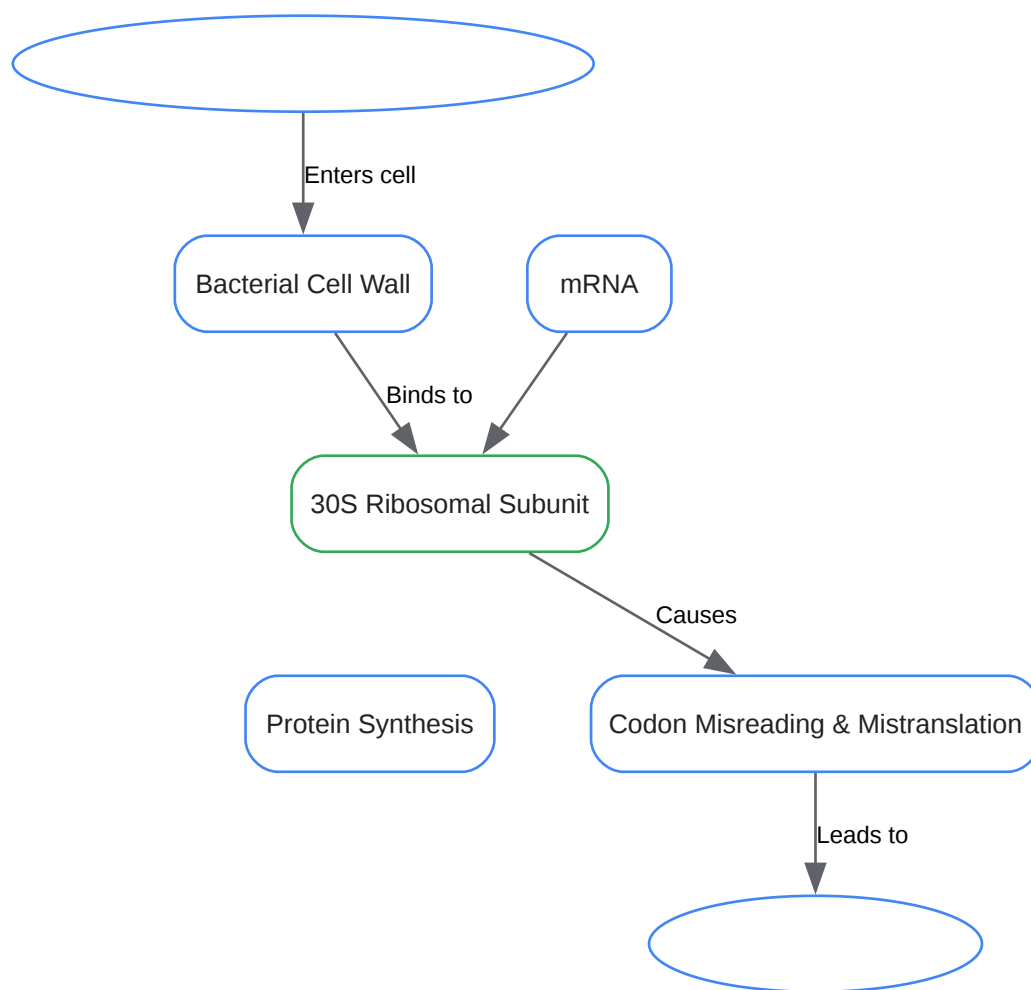 Enters cell
Bacterial Cell Wall
mRNA
Binds to
30S Ribosomal Subunit
Causes
Protein Synthesis
Codon Misreading & Mistranslation
Leads to